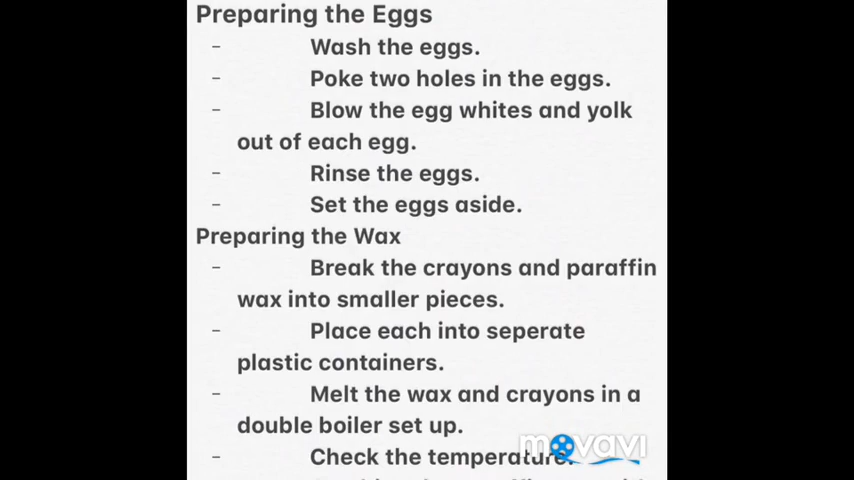 Preparing the Eggs
- Wash the eggs.
- Poke two holes in the eggs.
- Blow the egg whites and yolk
out of each egg.
- Rinse the eggs.
- Set the eggs aside.
Preparing the Wax
- Break the crayons and paraffin
wax into smaller pieces.
- Place each into seperate
plastic containers.
- Melt the wax and crayons in a
double boiler set up.
- Check the temperature.
movavi